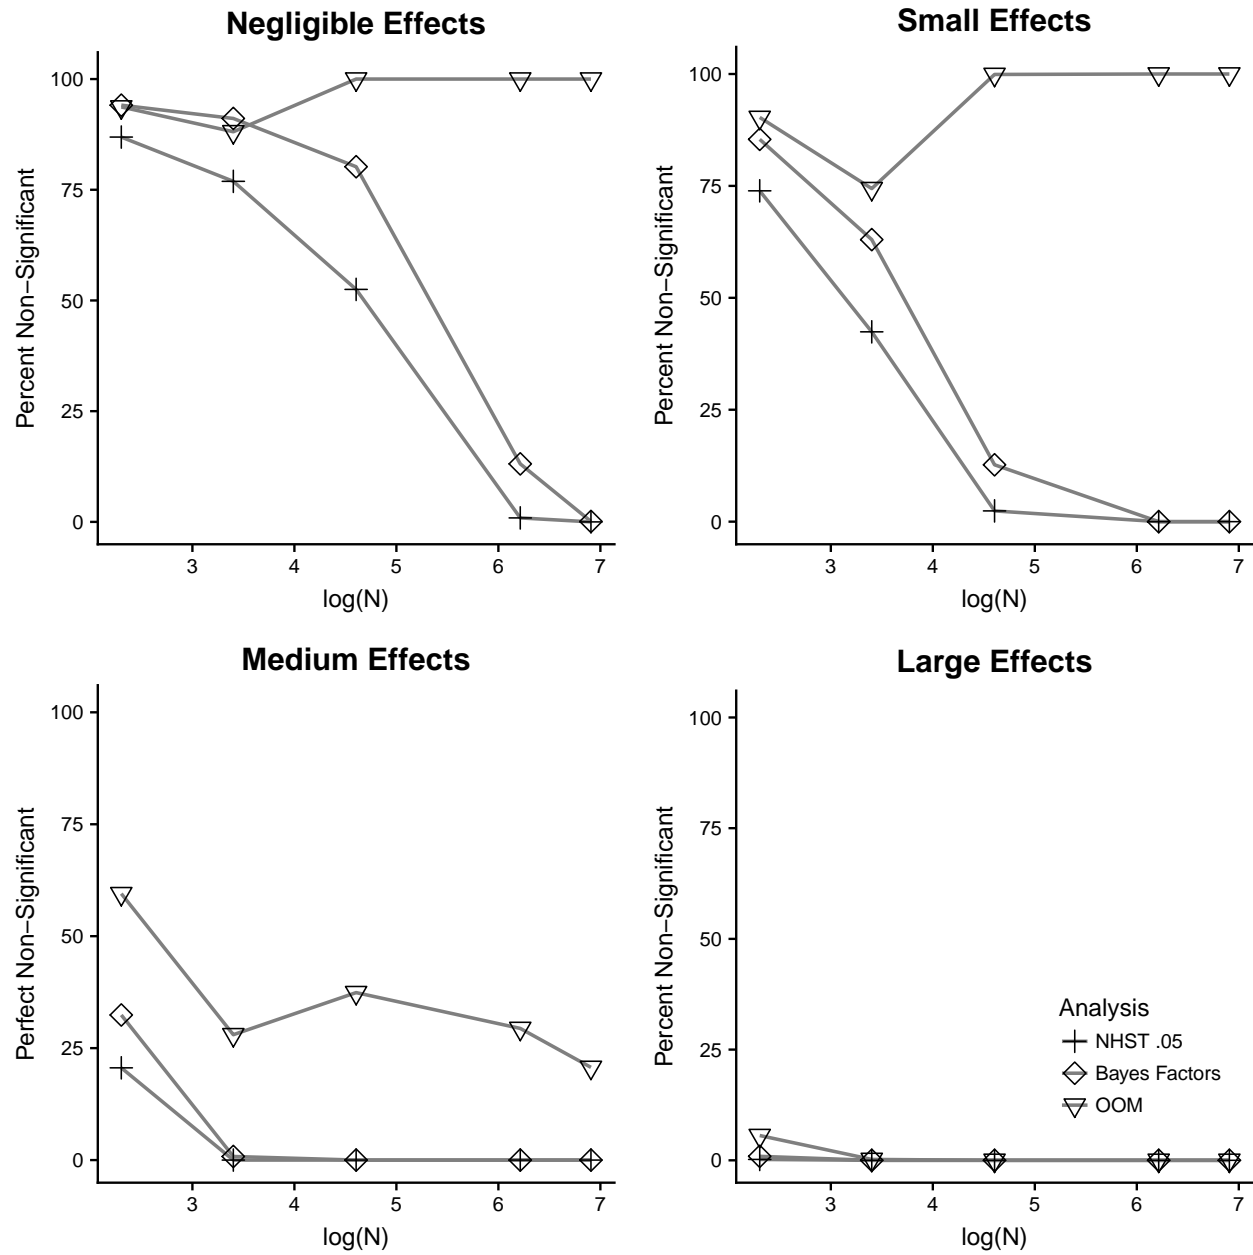 Negligible Effects
Percent Non−Significant
100
75
50
25
0
3 4 5 6 7
log(N)
Small Effects
Percent Non−Significant
100
75
50
25
0
3 4 5 6 7
log(N)
Medium Effects
Perfect Non−Significant
100
75
50
25
0
3 4 5 6 7
log(N)
Large Effects
Percent Non−Significant
100
75
50
25
0
Analysis
NHST .05
Bayes Factors
OOM
3 4 5 6 7
log(N)